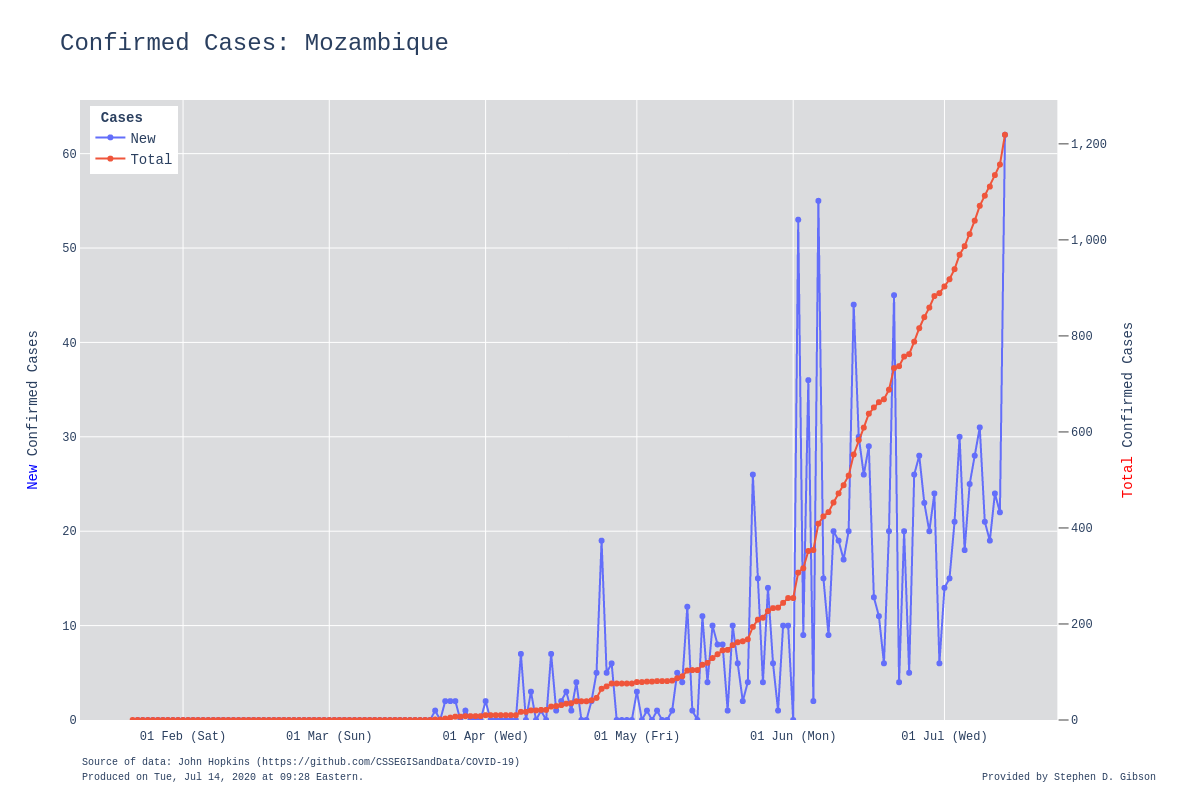 Confirmed Cases: Mozambique
Cases
New
Total
60
50
40
30
20
10
0
1,200
1,000
800
600
400
200
0
New Confirmed Cases
Total Confirmed Cases
01 Feb (Sat)
01 Mar (Sun)
01 Apr (Wed)
01 May (Fri)
01 Jun (Mon)
01 Jul (Wed)
Source of data: John Hopkins (https://github.com/CSSEGISandData/COVID-19)
Produced on Tue, Jul 14, 2020 at 09:28 Eastern.
Provided by Stephen D. Gibson